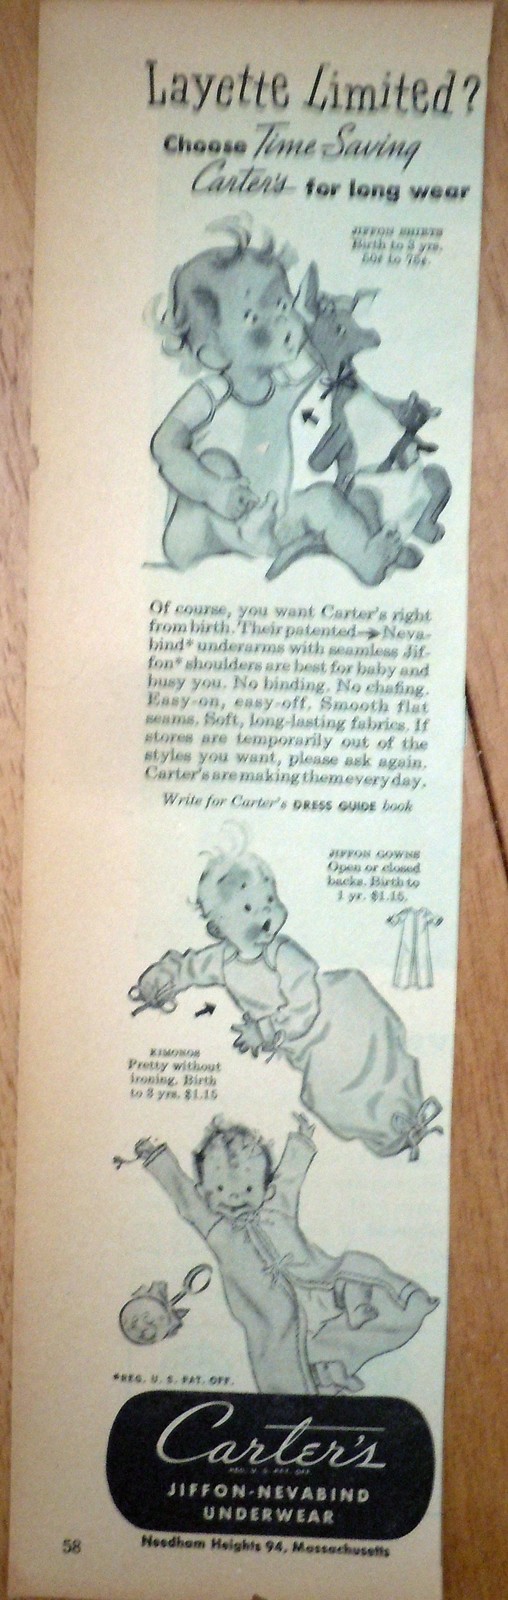 Layette Limited?
Choose Time-Saving
Carter's for long wear
JIFFON SHIRTS
Birth to 3 yrs.
50¢ to 75¢.
Of course, you want Carter's right
from birth. Their patented→Neva-
bind* underarms with seamless Jif-
fon* shoulders are best for baby and
busy you. No binding. No chafing.
Easy-on, easy-off. Smooth flat
seams. Soft, long-lasting fabrics. If
stores are temporarily out of the
styles you want, please ask again.
Carter's are making them every day.
Write for Carter's DRESS GUIDE book
JIFFON GOWNS
Open or closed
backs. Birth to
1 yr. $1.15.
KIMONOS
Pretty without
ironing. Birth
to 3 yrs. $1.15
*REG. U. S. PAT. OFF.
Carter's
REG. U. S. PAT. OFF.
JIFFON-NEVABIND
UNDERWEAR
Needham Heights 94, Massachusetts
58